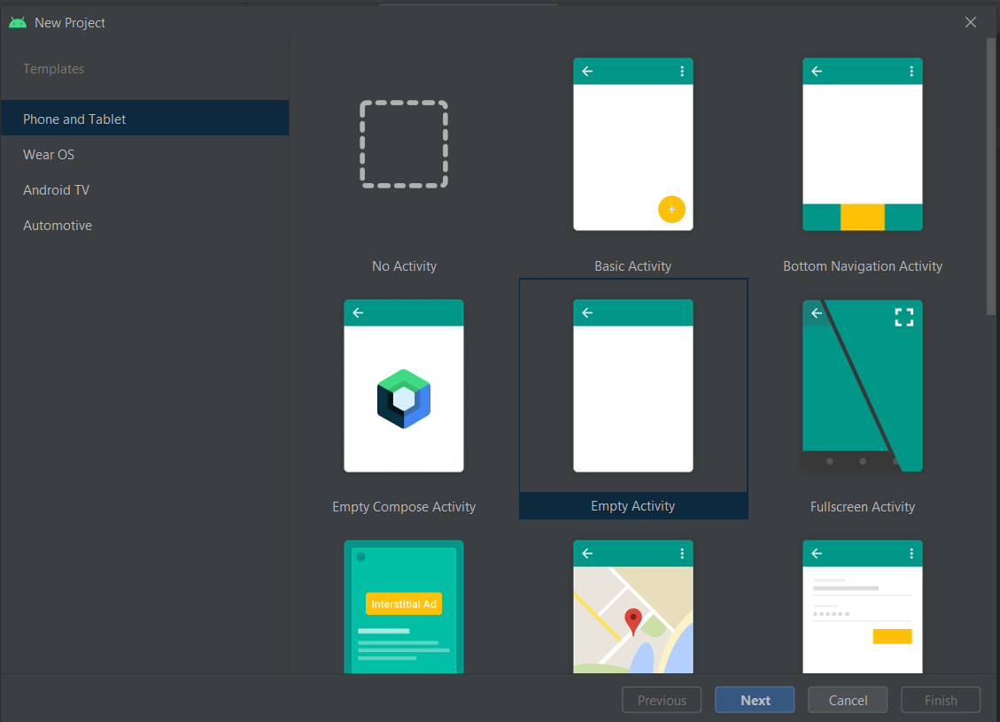 New Project
Templates
Phone and Tablet
Wear OS
Android TV
Automotive
No Activity
Basic Activity
Bottom Navigation Activity
Empty Compose Activity
Empty Activity
Fullscreen Activity
Interstitial Ad
Previous
Next
Cancel
Finish